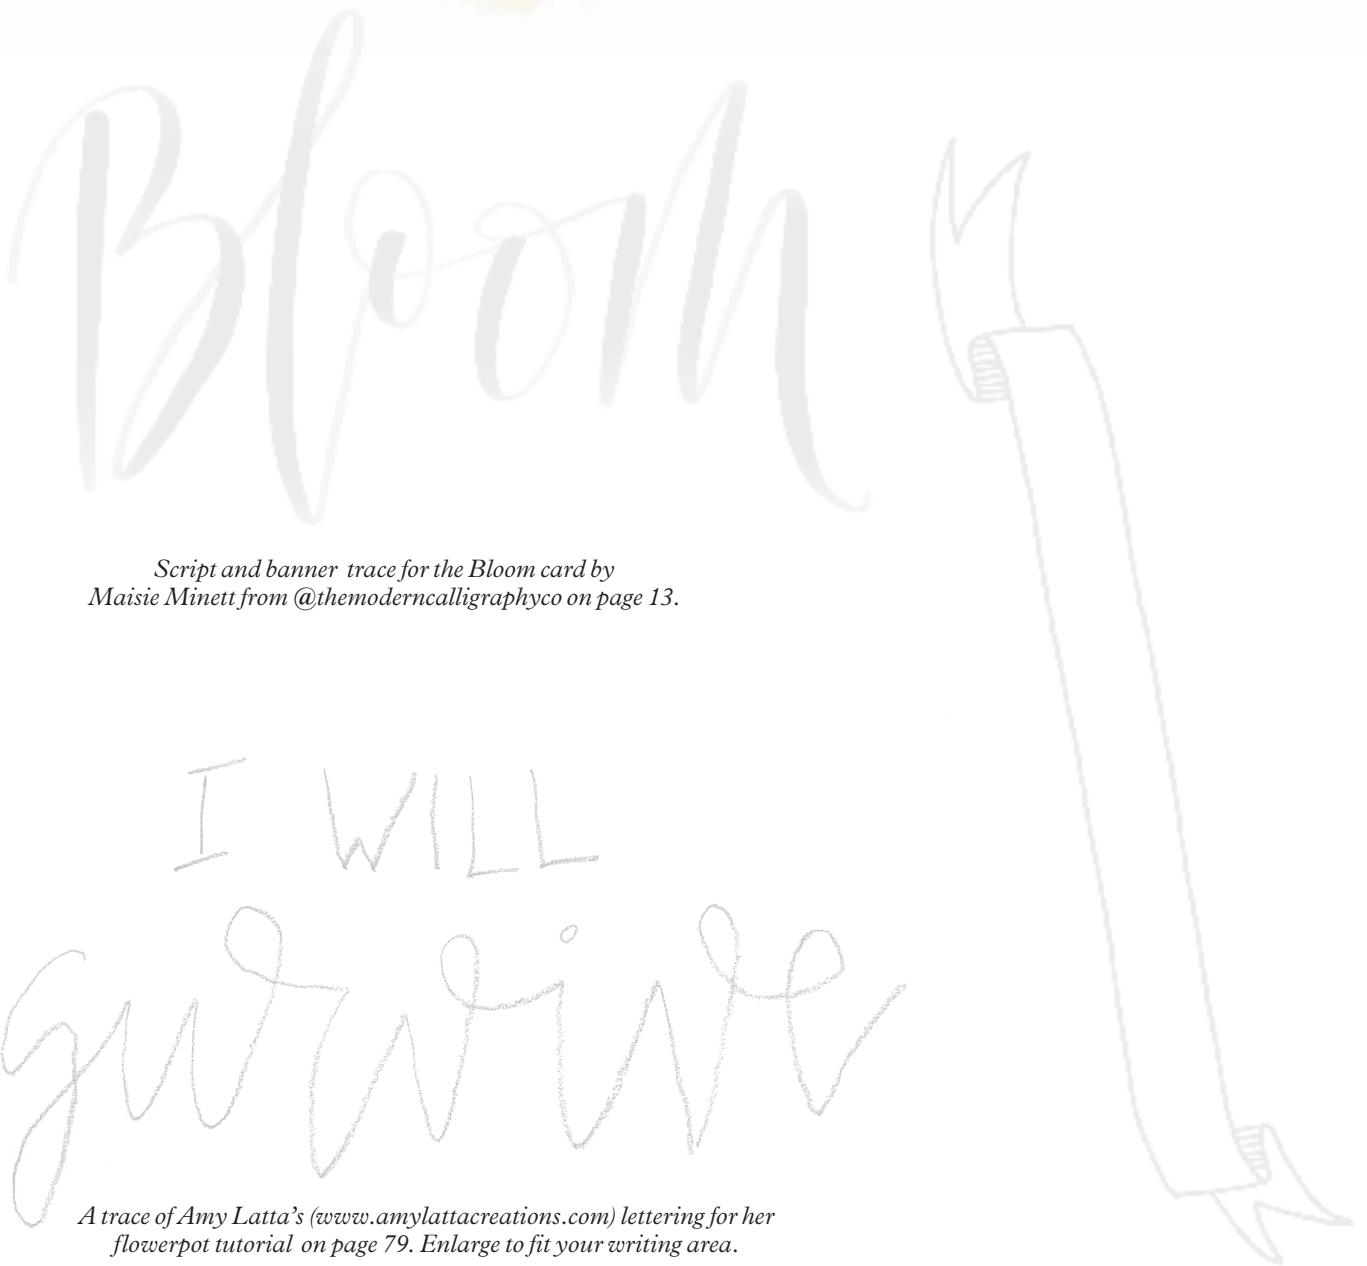 Bloom
Script and banner trace for the Bloom card by
Maisie Minett from @themoderncalligraphyco on page 13.
I WILL
survive
A trace of Amy Latta's (www.amylattacreations.com) lettering for her
flowerpot tutorial on page 79. Enlarge to fit your writing area.